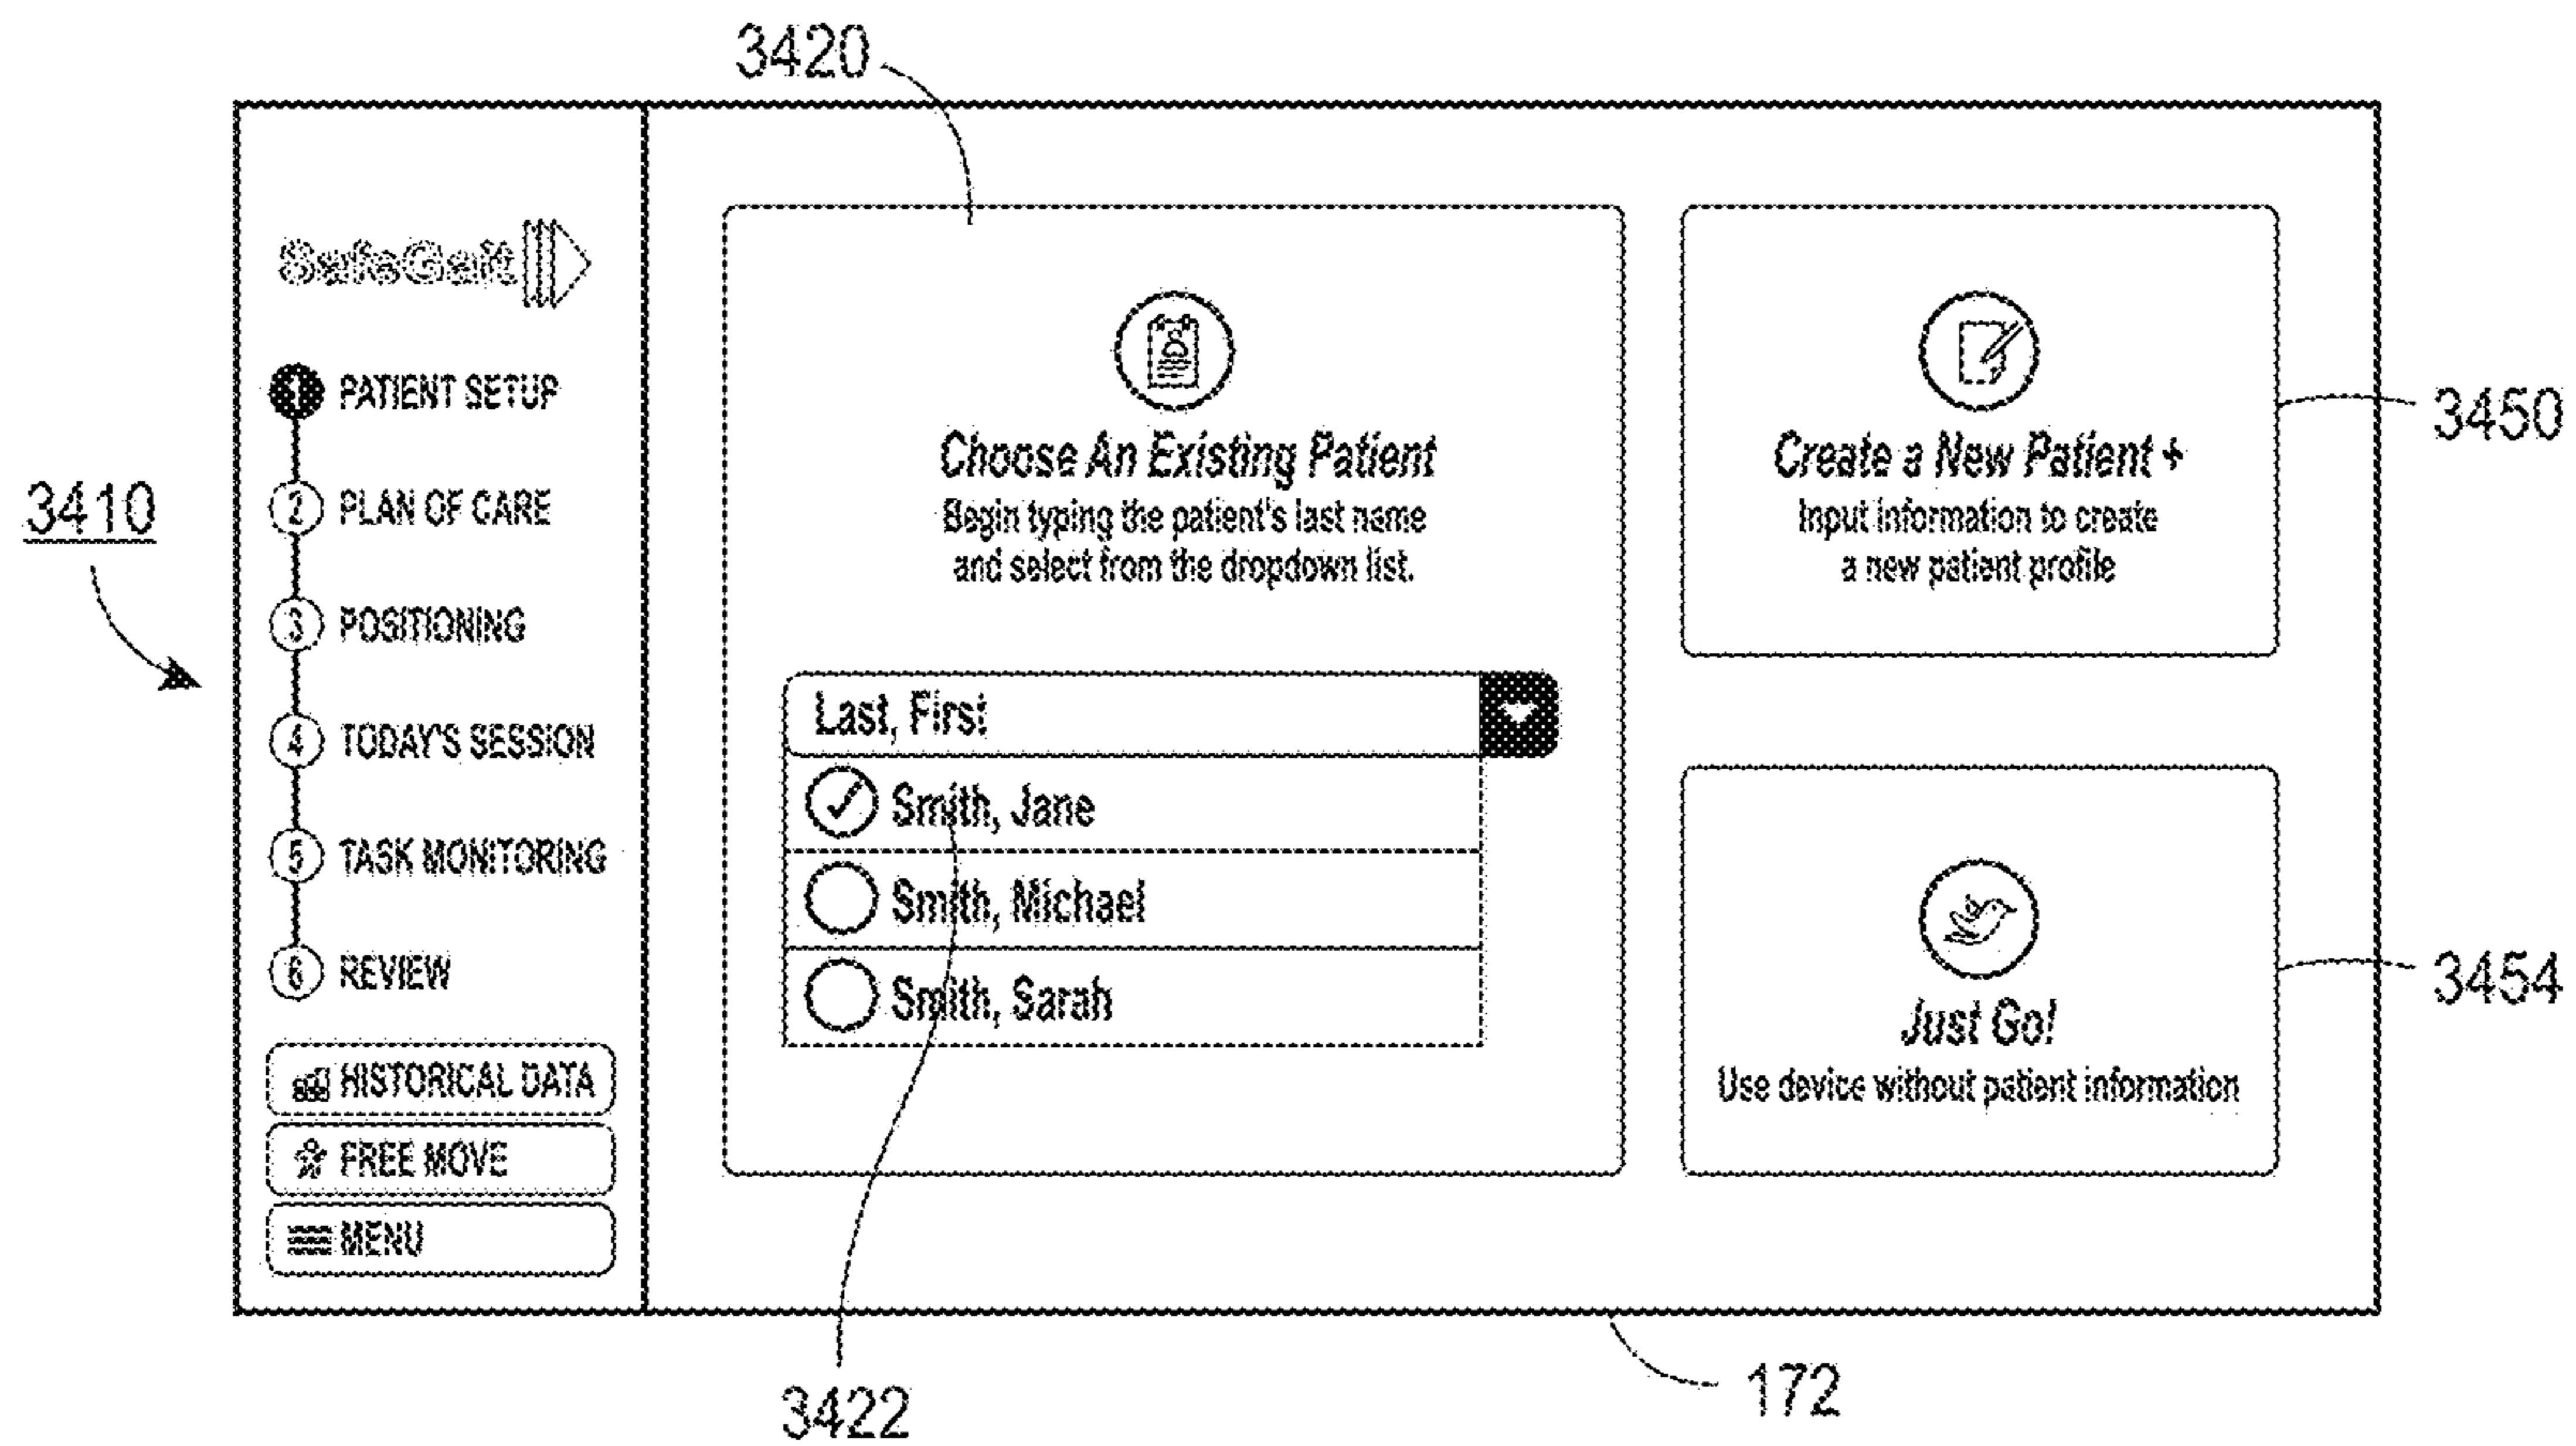 3420
SafeGait
1 PATIENT SETUP
2 PLAN OF CARE
3 POSITIONING
4 TODAY'S SESSION
5 TASK MONITORING
6 REVIEW
HISTORICAL DATA
FREE MOVE
MENU
3410
Choose An Existing Patient
Begin typing the patient's last name
and select from the dropdown list.
Last, First
Smith, Jane
Smith, Michael
Smith, Sarah
Create a New Patient +
Input information to create
a new patient profile
3450
Just Go!
Use device without patient information
3454
3422
172